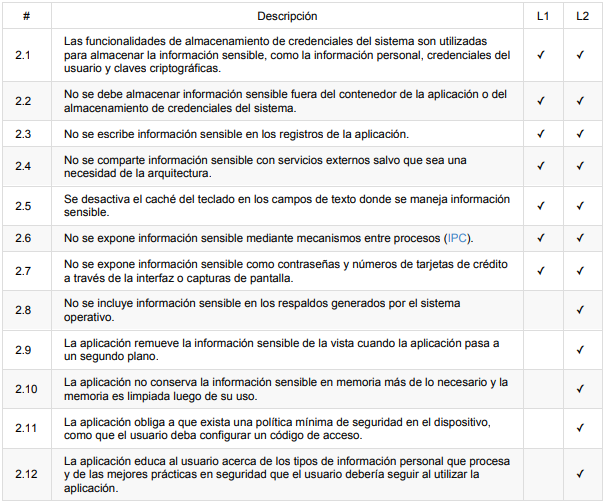 # Descripción L1 L2
Las funcionalidades de almacenamiento de credenciales del sistema son utilizadas
2.1 para almacenar la información sensible, como la información personal, credenciales del ✓ ✓
usuario y claves criptográficas.
2.2 No se debe almacenar información sensible fuera del contenedor de la aplicación o del ✓ ✓
almacenamiento de credenciales del sistema.
2.3 No se escribe información sensible en los registros de la aplicación. ✓ ✓
2.4 No se comparte información sensible con servicios externos salvo que sea una ✓ ✓
necesidad de la arquitectura.
2.5 Se desactiva el caché del teclado en los campos de texto donde se maneja información ✓ ✓
sensible.
2.6 No se expone información sensible mediante mecanismos entre procesos (IPC). ✓ ✓
2.7 No se expone información sensible como contraseñas y números de tarjetas de crédito ✓ ✓
a través de la interfaz o capturas de pantalla.
2.8 No se incluye información sensible en los respaldos generados por el sistema ✓
operativo.
2.9 La aplicación remueve la información sensible de la vista cuando la aplicación pasa a ✓
un segundo plano.
2.10 La aplicación no conserva la información sensible en memoria más de lo necesario y la ✓
memoria es limpiada luego de su uso.
2.11 La aplicación obliga a que exista una política mínima de seguridad en el dispositivo, ✓
como que el usuario deba configurar un código de acceso.
La aplicación educa al usuario acerca de los tipos de información personal que procesa
2.12 y de las mejores prácticas en seguridad que el usuario debería seguir al utilizar la ✓
aplicación.